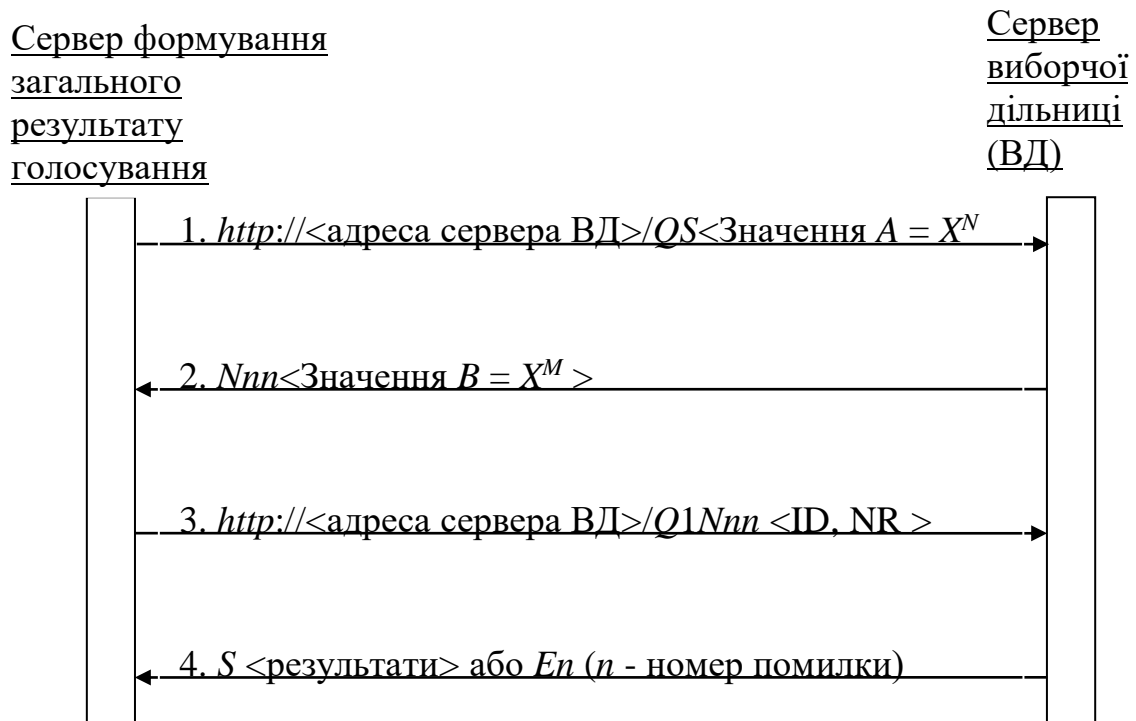 Сервер формування
загального
результату
голосування
Сервер
виборчої
дільниці
(ВД)
1. http://<адреса сервера ВД>/QS<Значення A = X^N
2. Nnn<Значення B = X^M >
3. http://<адреса сервера ВД>/Q1Nnn <ID, NR >
4. S <результати> або En (n - номер помилки)